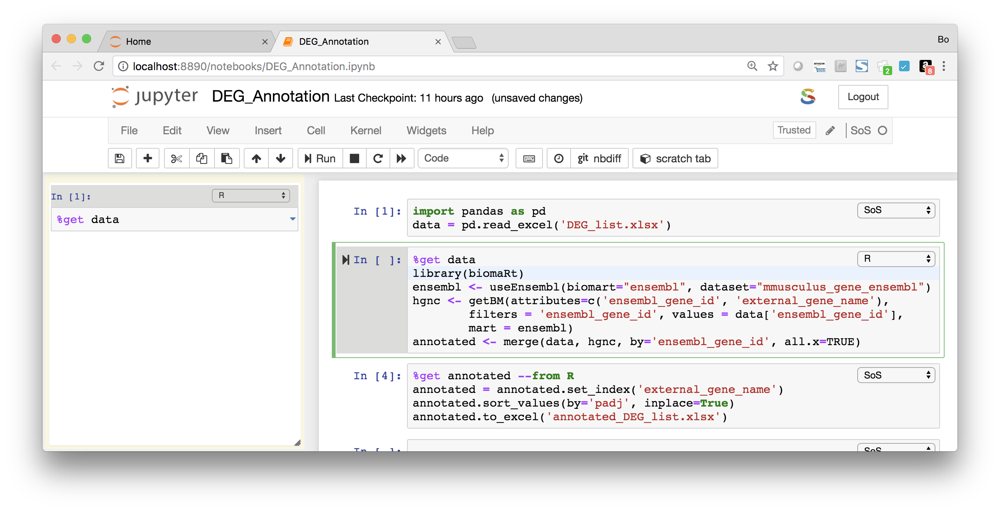 Home
DEG_Annotation
Bo
localhost:8890/notebooks/DEG_Annotation.ipynb
2
a
8
jupyter DEG_Annotation Last Checkpoint: 11 hours ago (unsaved changes)
Logout
File Edit View Insert Cell Kernel Widgets Help
Trusted
SoS
Run
Code
git nbdiff
scratch tab
In [1]:
R
%get data
In [1]:
import pandas as pd
data = pd.read_excel('DEG_list.xlsx')
SoS
In [ ]:
%get data
library(biomaRt)
ensembl <- useEnsembl(biomart="ensembl", dataset="mmusculus_gene_ensembl")
hgnc <- getBM(attributes=c('ensembl_gene_id', 'external_gene_name'),
filters = 'ensembl_gene_id', values = data['ensembl_gene_id'],
mart = ensembl)
annotated <- merge(data, hgnc, by='ensembl_gene_id', all.x=TRUE)
R
In [4]:
%get annotated --from R
annotated = annotated.set_index('external_gene_name')
annotated.sort_values(by='padj', inplace=True)
annotated.to_excel('annotated_DEG_list.xlsx')
SoS
In [ ]:
SoS